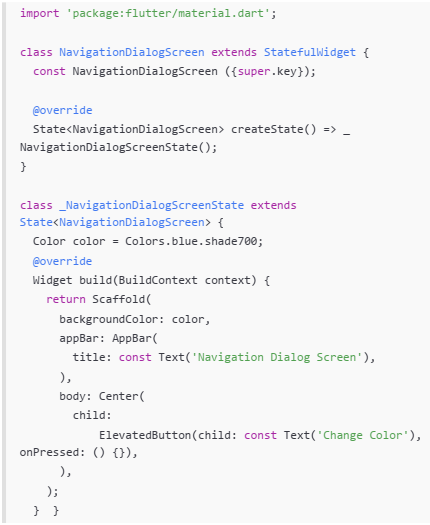 import 'package:flutter/material.dart';

class NavigationDialogScreen extends StatefulWidget {
  const NavigationDialogScreen ({super.key});

  @override
  State<NavigationDialogScreen> createState() => _
NavigationDialogScreenState();
}

class _NavigationDialogScreenState extends
State<NavigationDialogScreen> {
  Color color = Colors.blue.shade700;
  @override
  Widget build(BuildContext context) {
    return Scaffold(
      backgroundColor: color,
      appBar: AppBar(
        title: const Text('Navigation Dialog Screen'),
      ),
      body: Center(
        child:
            ElevatedButton(child: const Text('Change Color'),
onPressed: () {}),
      ),
    );
  }  }